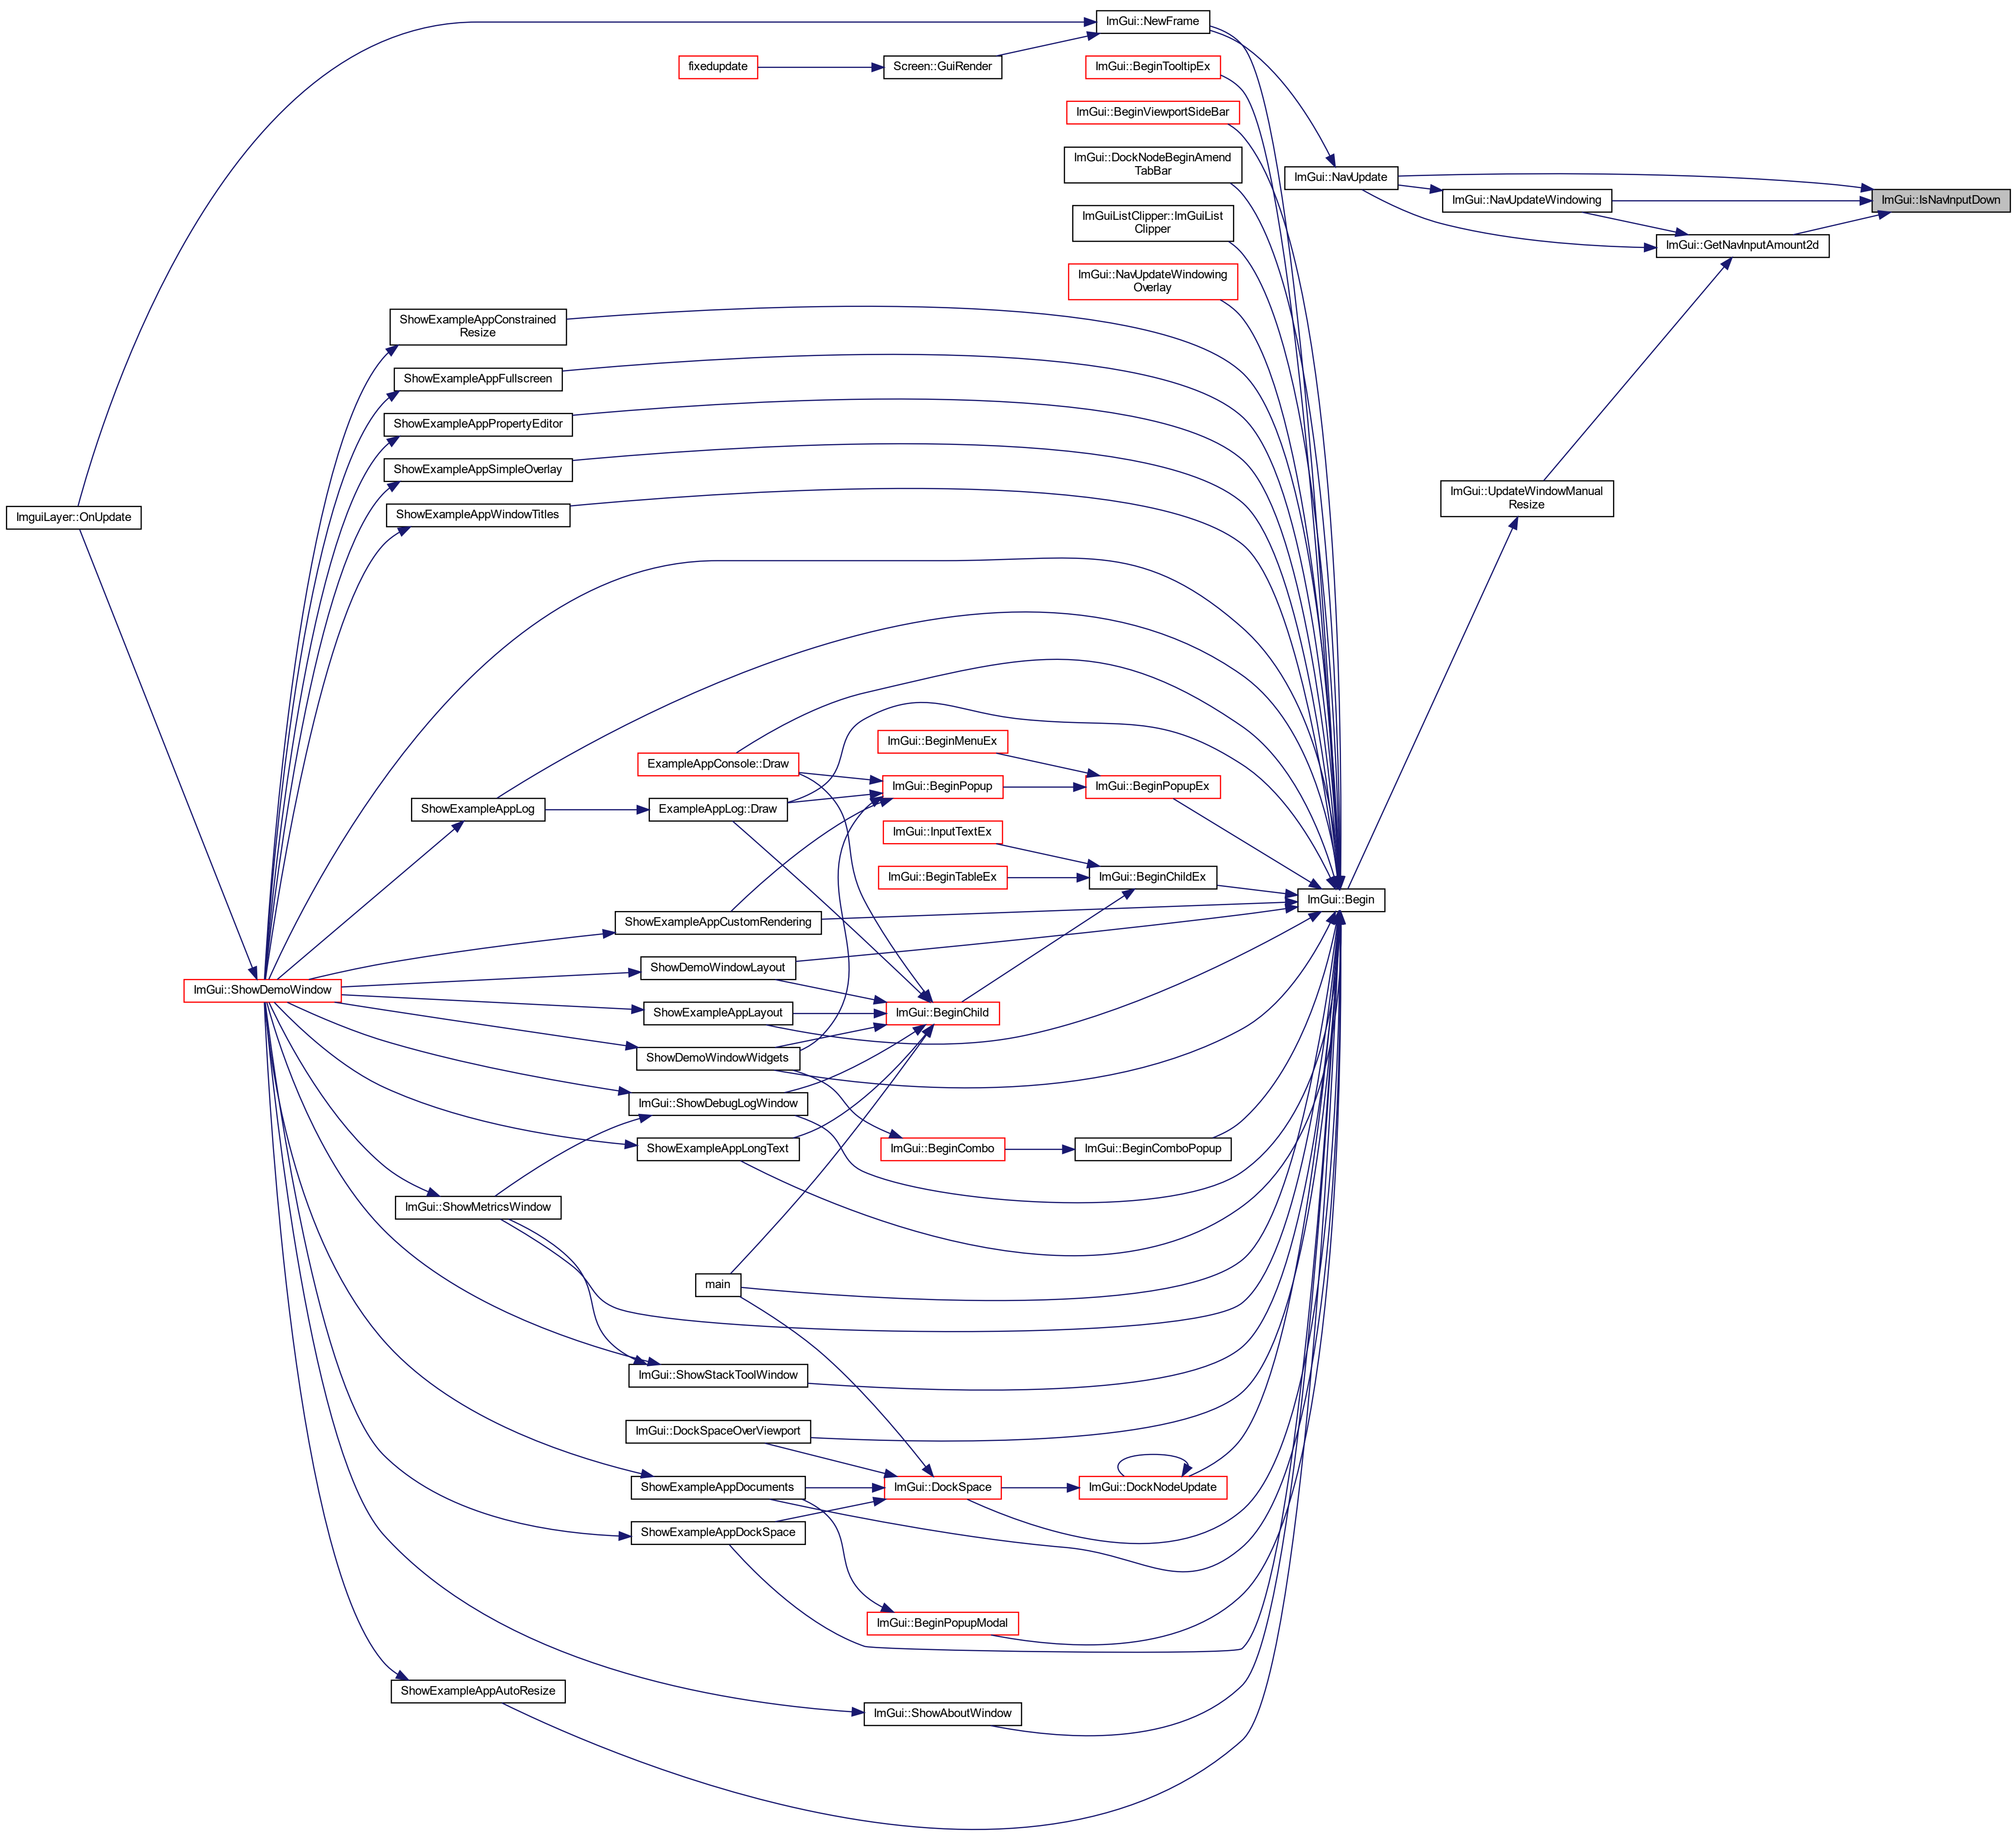 ImGui::NewFrame
fixedupdate
Screen::GuiRender
ImGui::BeginTooltipEx
ImGui::BeginViewportSideBar
ImGui::DockNodeBeginAmend
TabBar
ImGui::NavUpdate
ImGui::NavUpdateWindowing
ImGui::IsNavInputDown
ImGuiListClipper::ImGuiList
Clipper
ImGui::GetNavInputAmount2d
ImGui::NavUpdateWindowing
Overlay
ShowExampleAppConstrained
Resize
ShowExampleAppFullscreen
ShowExampleAppPropertyEditor
ShowExampleAppSimpleOverlay
ImGui::UpdateWindowManual
Resize
ImguiLayer::OnUpdate
ShowExampleAppWindowTitles
ImGui::BeginMenuEx
ExampleAppConsole::Draw
ImGui::BeginPopup
ImGui::BeginPopupEx
ShowExampleAppLog
ExampleAppLog::Draw
ImGui::InputTextEx
ImGui::BeginTableEx
ImGui::BeginChildEx
ImGui::Begin
ShowExampleAppCustomRendering
ShowDemoWindowLayout
ImGui::ShowDemoWindow
ShowExampleAppLayout
ImGui::BeginChild
ShowDemoWindowWidgets
ImGui::ShowDebugLogWindow
ShowExampleAppLongText
ImGui::BeginCombo
ImGui::BeginComboPopup
ImGui::ShowMetricsWindow
main
ImGui::ShowStackToolWindow
ImGui::DockSpaceOverViewport
ShowExampleAppDocuments
ImGui::DockSpace
ImGui::DockNodeUpdate
ShowExampleAppDockSpace
ImGui::BeginPopupModal
ShowExampleAppAutoResize
ImGui::ShowAboutWindow